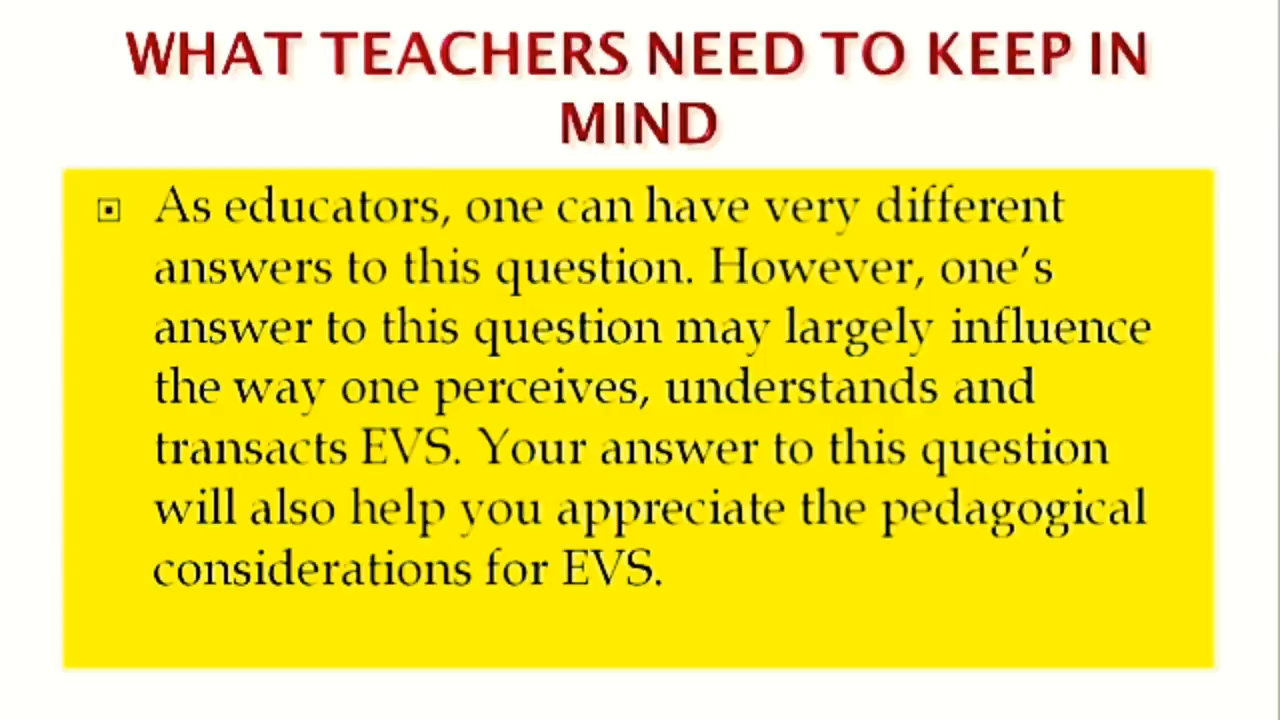 WHAT TEACHERS NEED TO KEEP IN
MIND
As educators, one can have very different
answers to this question. However, one's
answer to this question may largely influence
the way one perceives, understands and
transacts EVS. Your answer to this question
will also help you appreciate the pedagogical
considerations for EVS.